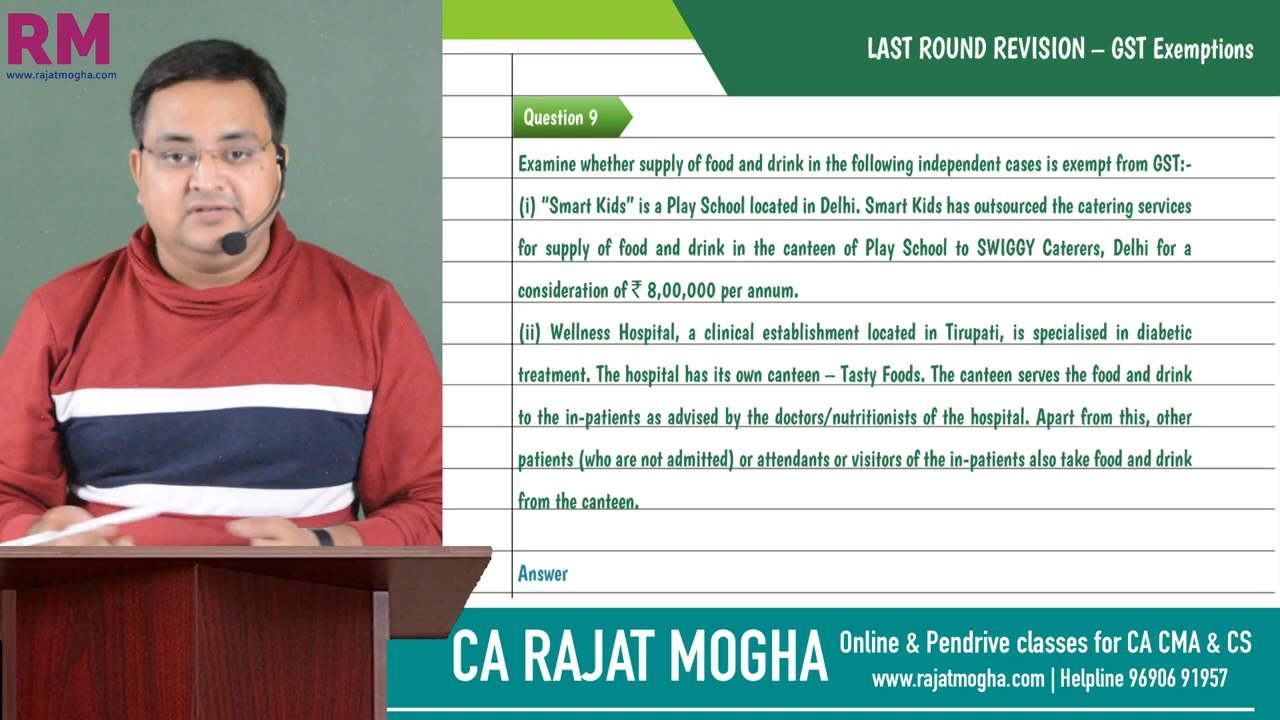 RM
www.rajatmogha.com
LAST ROUND REVISION – GST Exemptions
Question 9
Examine whether supply of food and drink in the following independent cases is exempt from GST:-
(i) "Smart Kids" is a Play School located in Delhi. Smart Kids has outsourced the catering services
for supply of food and drink in the canteen of Play School to SWIGGY Caterers, Delhi for a
consideration of ₹ 8,00,000 per annum.
(ii) Wellness Hospital, a clinical establishment located in Tirupati, is specialised in diabetic
treatment. The hospital has its own canteen – Tasty Foods. The canteen serves the food and drink
to the in-patients as advised by the doctors/nutritionists of the hospital. Apart from this, other
patients (who are not admitted) or attendants or visitors of the in-patients also take food and drink
from the canteen.
Answer
CA RAJAT MOGHA
Online & Pendrive classes for CA CMA & CS
www.rajatmogha.com | Helpline 96906 91957